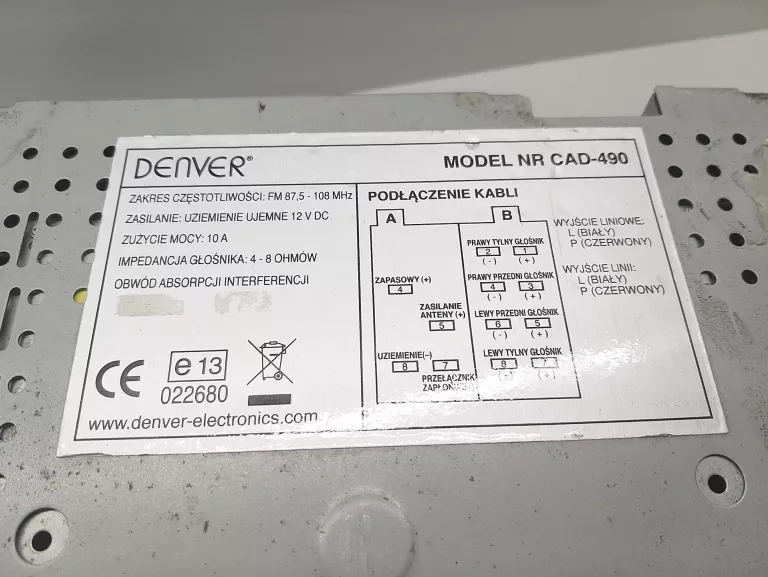 DENVER®
MODEL NR CAD-490
ZAKRES CZĘSTOTLIWOŚCI: FM 87,5 - 108 MHz
ZASILANIE: UZIEMIENIE UJEMNE 12 V DC
ZUŻYCIE MOCY: 10 A
IMPEDANCJA GŁOŚNIKA: 4 - 8 OHMÓW
OBWÓD ABSORPCJI INTERFERENCJI
CE
e 13
022680
www.denver-electronics.com
PODŁĄCZENIE KABLI
A
ZAPASOWY (+)
4
ZASILANIE
ANTENY (+)
5
UZIEMIENIE(-)
8
7
PRZEŁĄCZNIK
ZAPŁONU(+)
B
PRAWY TYLNY GŁOŚNIK
2 1
(-) (+)
PRAWY PRZEDNI GŁOŚNIK
4 3
(-) (+)
LEWY PRZEDNI GŁOŚNIK
6 5
(-) (+)
LEWY TYLNY GŁOŚNIK
8 7
(-) (+)
WYJŚCIE LINIOWE:
L (BIAŁY)
P (CZERWONY)
WYJŚCIE LINII:
L (BIAŁY)
P (CZERWONY)